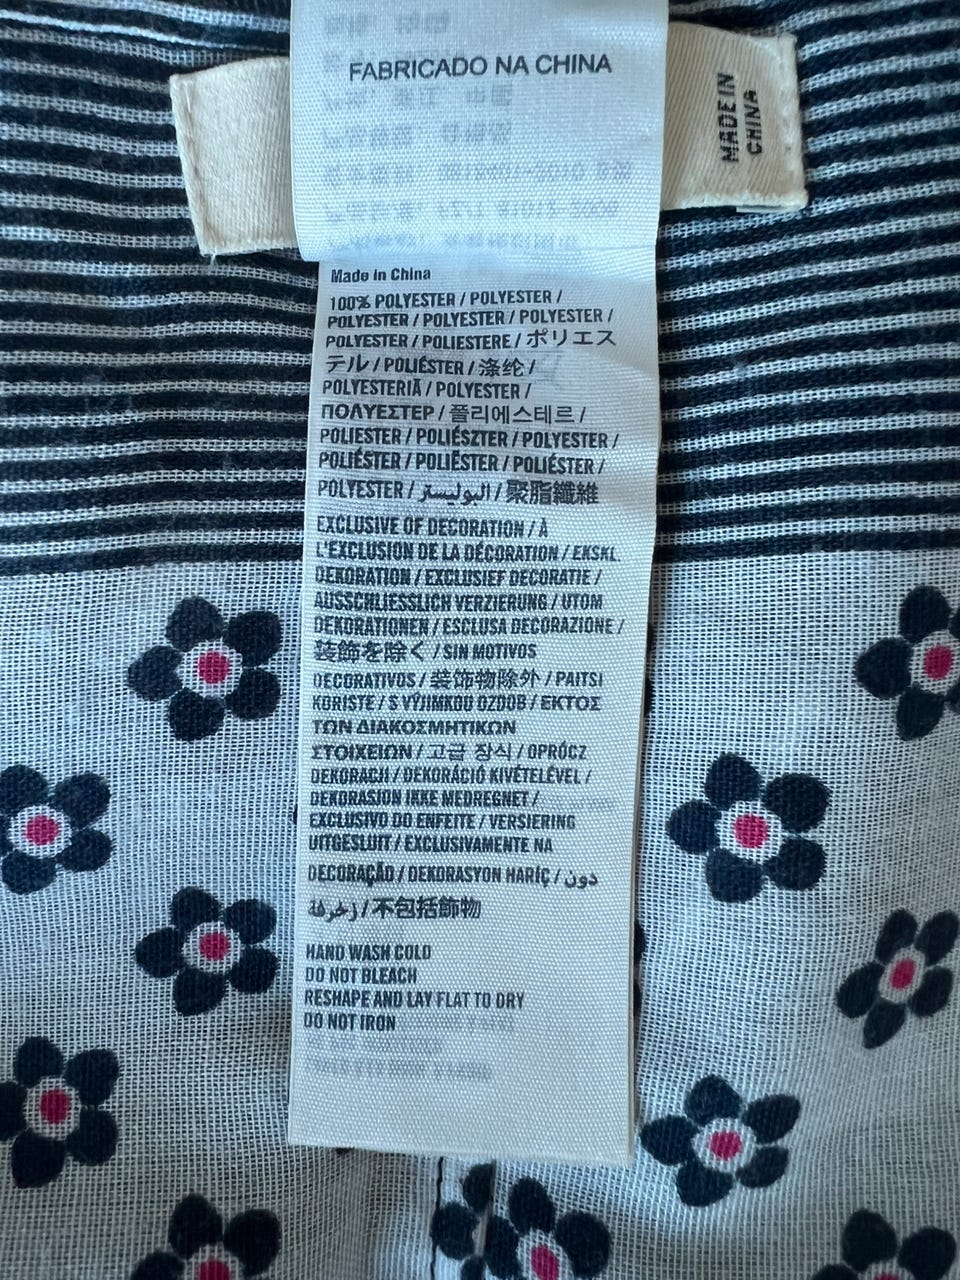 FABRICADO NA CHINA
MADE IN
CHINA
Made in China
100% POLYESTER / POLYESTER /
POLYESTER / POLYESTER / POLYESTER /
POLYESTER / POLIESTERE / ポリエス
テル / POLIÉSTER / 涤纶 /
POLYESTERIÄ / POLYESTER /
ΠΟΛΥΕΣΤΕΡ / 폴리에스테르 /
POLIESTER / POLIÉSZTER / POLYESTER /
POLIÉSTER / POLIËSTER / POLIÉSTER /
POLYESTER / البوليستر / 聚脂纖維
EXCLUSIVE OF DECORATION / À
L'EXCLUSION DE LA DÉCORATION / EKSKL.
DEKORATION / EXCLUSIEF DECORATIE /
AUSSCHLIESSLICH VERZIERUNG / UTOM
DEKORATIONEN / ESCLUSA DECORAZIONE /
装飾を除く / SIN MOTIVOS
DECORATIVOS / 装饰物除外 / PAITSI
KORISTE / S VÝJIMKOU OZDOB / ΕΚΤΟΣ
ΤΩΝ ΔΙΑΚΟΣΜΗΤΙΚΩΝ
ΣΤΟΙΧΕΙΩΝ / 고급 장식 / OPRÓCZ
DEKORACJI / DEKORÁCIÓ KIVÉTELÉVEL /
DEKORASJON IKKE MEDREGNET /
EXCLUSIVO DO ENFEITE / VERSIERING
UITGESLUIT / EXCLUSIVAMENTE NA
DECORAÇÃO / DEKORASYON HARİÇ / دون
زخرفة / 不包括飾物
HAND WASH COLD
DO NOT BLEACH
RESHAPE AND LAY FLAT TO DRY
DO NOT IRON